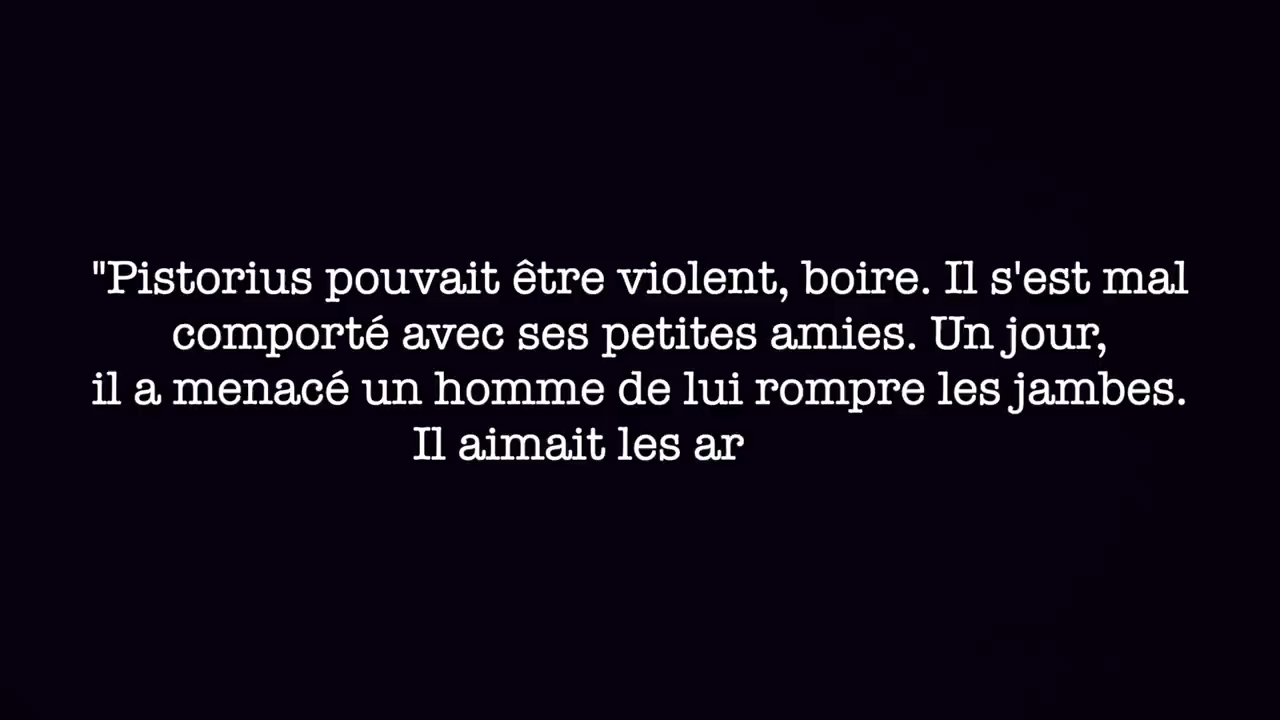 "Pistorius pouvait être violent, boire. Il s'est mal
comporté avec ses petites amies. Un jour,
il a menacé un homme de lui rompre les jambes.
Il aimait les ar